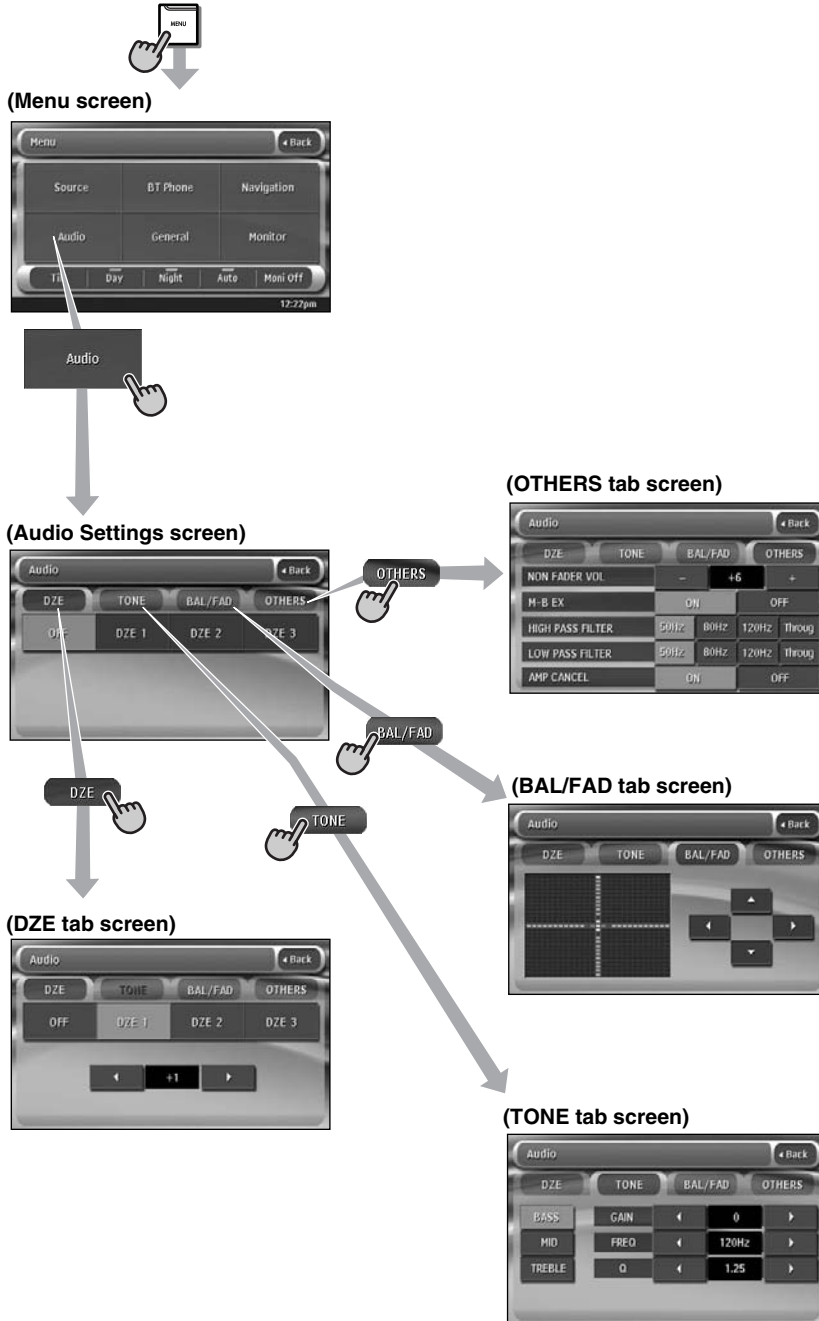 MENU
(Menu screen)
Menu
Back
Source BT Phone Navigation
Audio General Monitor
Day Night Auto Moni Off
12:22pm
Audio
(OTHERS tab screen)
Audio
Back
DZE TONE BAL/FAD OTHERS
NON FADER VOL – +6 +
M-B EX ON OFF
HIGH PASS FILTER 50Hz 80Hz 120Hz Throug
LOW PASS FILTER 50Hz 80Hz 120Hz Throug
AMP CANCEL ON OFF
(Audio Settings screen)
Audio
Back
DZE TONE BAL/FAD OTHERS
OFF DZE 1 DZE 2 DZE 3
OTHERS
BAL/FAD
DZE
TONE
(BAL/FAD tab screen)
Audio
Back
DZE TONE BAL/FAD OTHERS
(DZE tab screen)
Audio
Back
DZE TONE BAL/FAD OTHERS
OFF DZE 1 DZE 2 DZE 3
+1
(TONE tab screen)
Audio
Back
DZE TONE BAL/FAD OTHERS
BASS GAIN 0
MID FREQ 120Hz
TREBLE Q 1.25